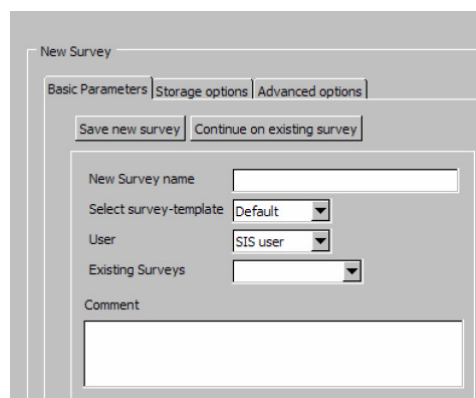 New Survey
Basic Parameters Storage options Advanced options
Save new survey Continue on existing survey
New Survey name
Select survey-template Default
User SIS user
Existing Surveys
Comment